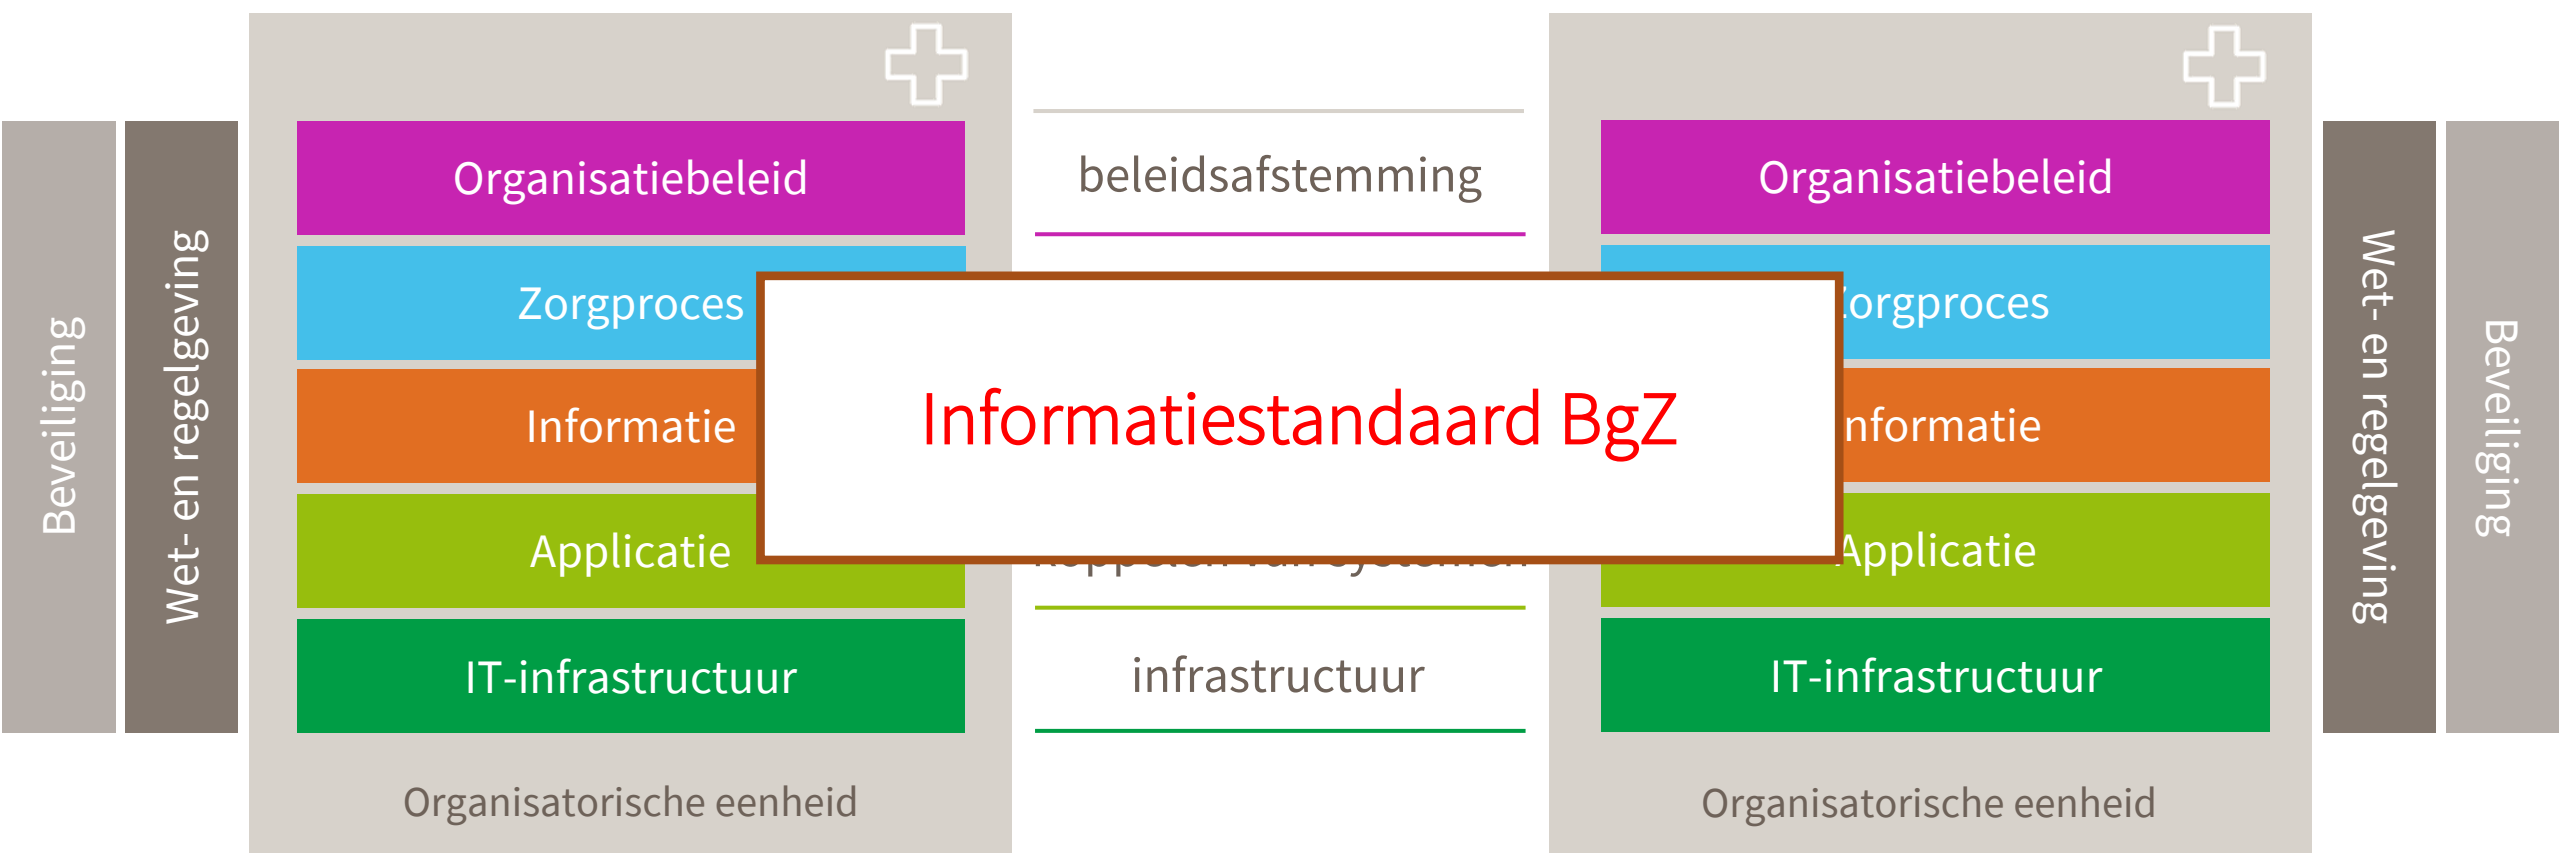 Beveiliging
Wet- en regelgeving
Organisatiebeleid
Zorgproces
Informatie
Applicatie
IT-infrastructuur
Organisatorische eenheid
beleidsafstemming
Informatiestandaard BgZ
infrastructuur
Organisatiebeleid
orgproces
nformatie
Applicatie
IT-infrastructuur
Organisatorische eenheid
Wet- en regelgeving
Beveiliging